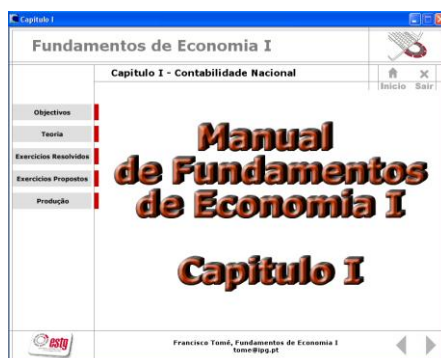 Capitulo I
Fundamentos de Economia I
Capitulo I - Contabilidade Nacional
Início Sair
Objectivos
Teoria
Exercícios Resolvidos
Exercícios Propostos
Produção
Manual
de Fundamentos
de Economia I
Capitulo I
estg
Francisco Tomé, Fundamentos de Economia I
tome@ipg.pt